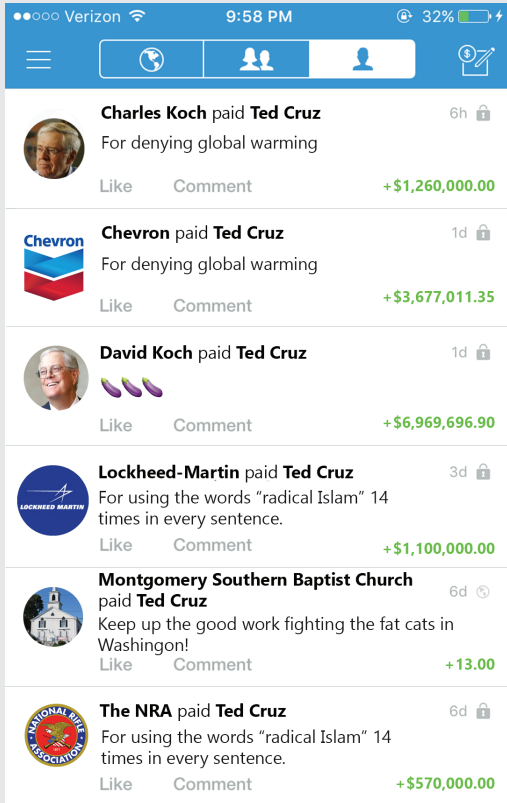 Verizon 9:58 PM 32%
Charles Koch paid Ted Cruz 6h
For denying global warming
Like Comment +$1,260,000.00
Chevron
Chevron paid Ted Cruz 1d
For denying global warming
Like Comment +$3,677,011.35
David Koch paid Ted Cruz 1d
🍆🍆🍆
Like Comment +$6,969,696.90
Lockheed-Martin paid Ted Cruz 3d
LOCKHEED MARTIN
For using the words “radical Islam” 14
times in every sentence.
Like Comment +$1,100,000.00
Montgomery Southern Baptist Church
paid Ted Cruz 6d
Keep up the good work fighting the fat cats in
Washingon!
Like Comment +13.00
The NRA paid Ted Cruz 6d
NATIONAL RIFLE
ASSOCIATION
For using the words “radical Islam” 14
times in every sentence.
Like Comment +$570,000.00